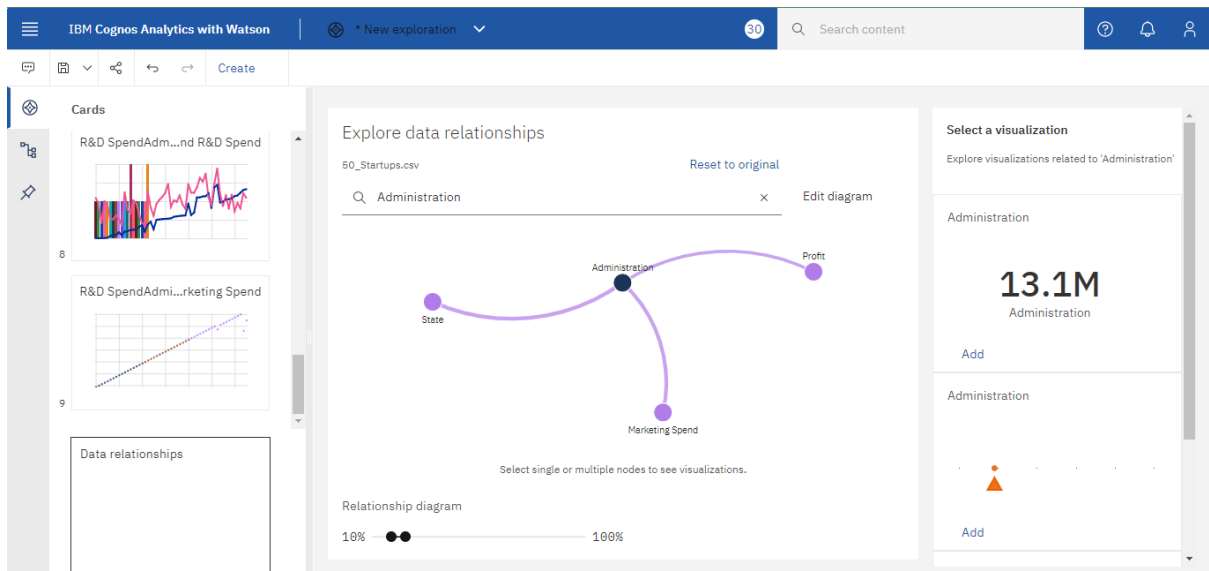 IBM Cognos Analytics with Watson
* New exploration
30
Search content
Create
Cards
R&D SpendAdm...nd R&D Spend
8
R&D SpendAdmi...rketing Spend
9
Data relationships
Explore data relationships
50_Startups.csv
Reset to original
Administration
Edit diagram
Administration
Profit
State
Marketing Spend
Select single or multiple nodes to see visualizations.
Relationship diagram
10%
100%
Select a visualization
Explore visualizations related to 'Administration'
Administration
13.1M
Administration
Add
Administration
Add